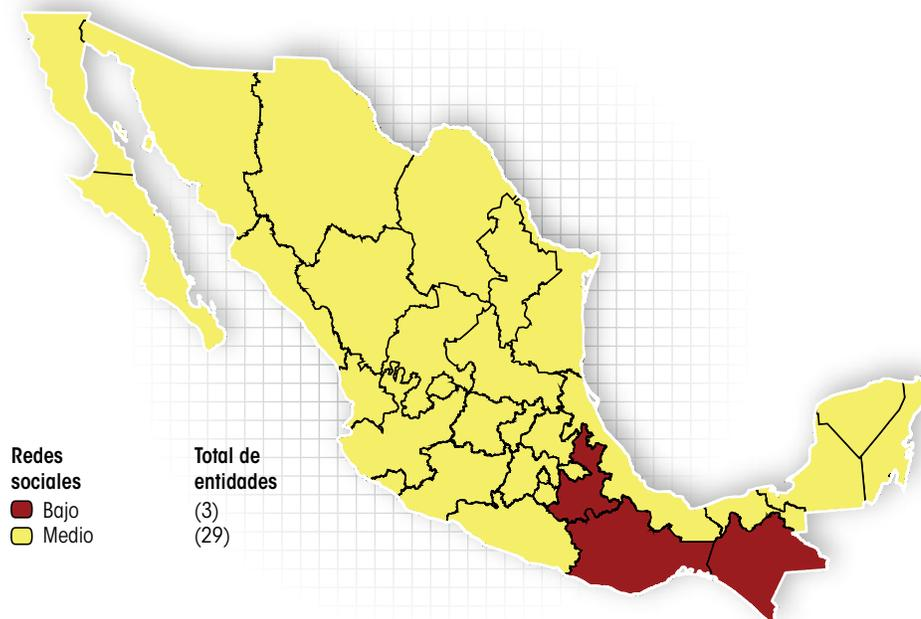 Redes
sociales
Total de
entidades
Bajo
(3)
Medio
(29)